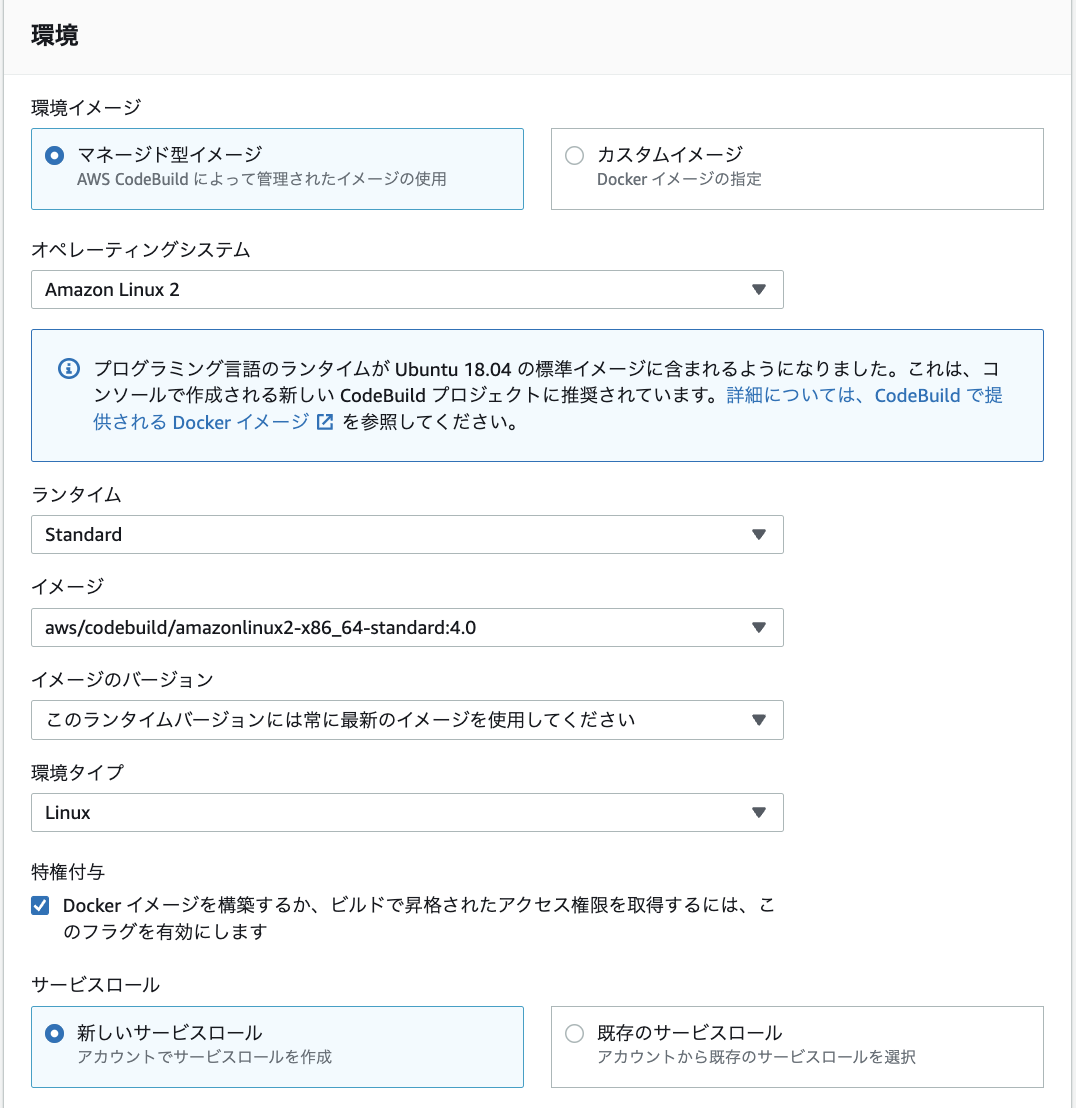 環境
環境イメージ
マネージド型イメージ
AWS CodeBuild によって管理されたイメージの使用
カスタムイメージ
Docker イメージの指定
オペレーティングシステム
Amazon Linux 2
プログラミング言語のランタイムが Ubuntu 18.04 の標準イメージに含まれるようになりました。これは、コ
ンソールで作成される新しい CodeBuild プロジェクトに推奨されています。詳細については、CodeBuild で提
供される Docker イメージ を参照してください。
ランタイム
Standard
イメージ
aws/codebuild/amazonlinux2-x86_64-standard:4.0
イメージのバージョン
このランタイムバージョンには常に最新のイメージを使用してください
環境タイプ
Linux
特権付与
Docker イメージを構築するか、ビルドで昇格されたアクセス権限を取得するには、こ
のフラグを有効にします
サービスロール
新しいサービスロール
アカウントでサービスロールを作成
既存のサービスロール
アカウントから既存のサービスロールを選択